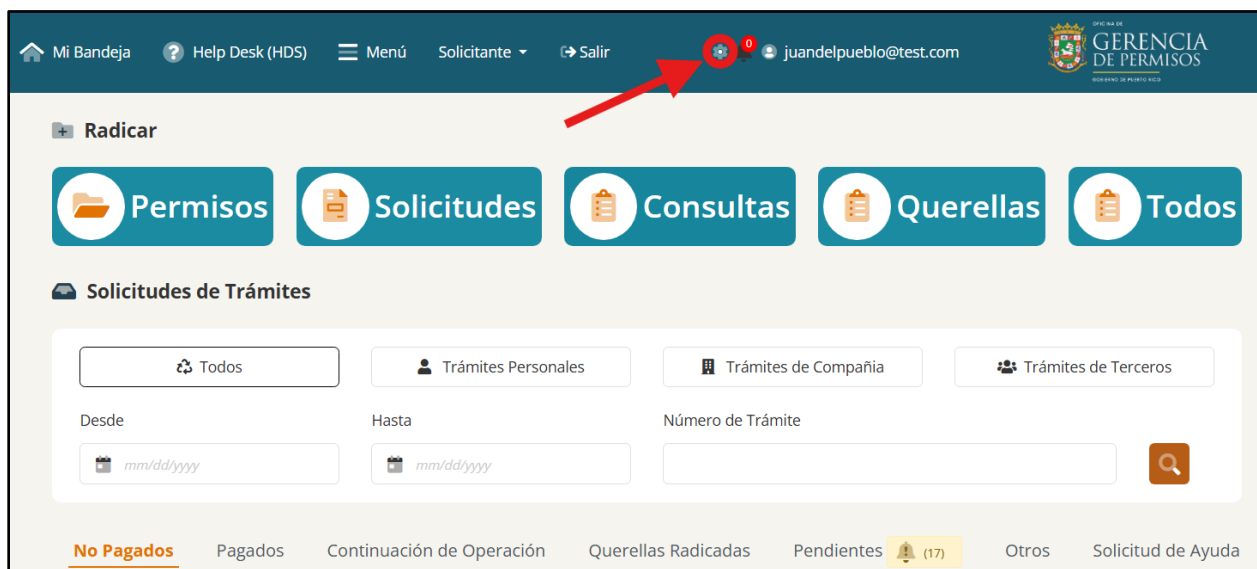 Mi Bandeja ? Help Desk (HDS) Menú Solicitante Salir 0 juandelpueblo@test.com
OFICINA DE
GERENCIA
DE PERMISOS
GOBIERNO DE PUERTO RICO
Radicar
Permisos Solicitudes Consultas Querellas Todos
Solicitudes de Trámites
Todos Trámites Personales Trámites de Compañia Trámites de Terceros
Desde Hasta Número de Trámite
mm/dd/yyyy mm/dd/yyyy
No Pagados Pagados Continuación de Operación Querellas Radicadas Pendientes (17) Otros Solicitud de Ayuda